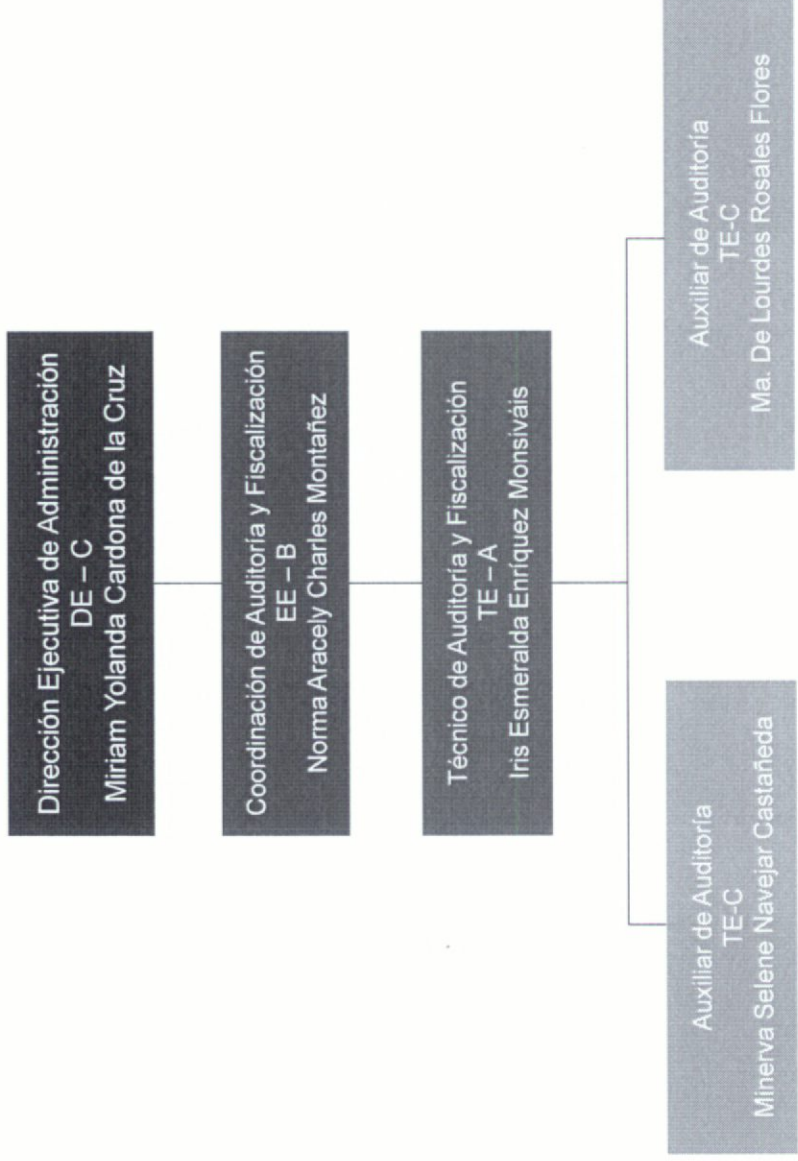 Dirección Ejecutiva de Administración
DE – C
Miriam Yolanda Cardona de la Cruz
Coordinación de Auditoría y Fiscalización
EE – B
Norma Aracely Charles Montañez
Técnico de Auditoría y Fiscalización
TE – A
Iris Esmeralda Enríquez Monsiváis
Auxiliar de Auditoría
TE-C
Minerva Selene Navejar Castañeda
Auxiliar de Auditoría
TE-C
Ma. De Lourdes Rosales Flores